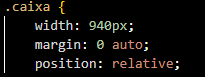 .caixa {
width: 940px;
margin: 0 auto;
position: relative;